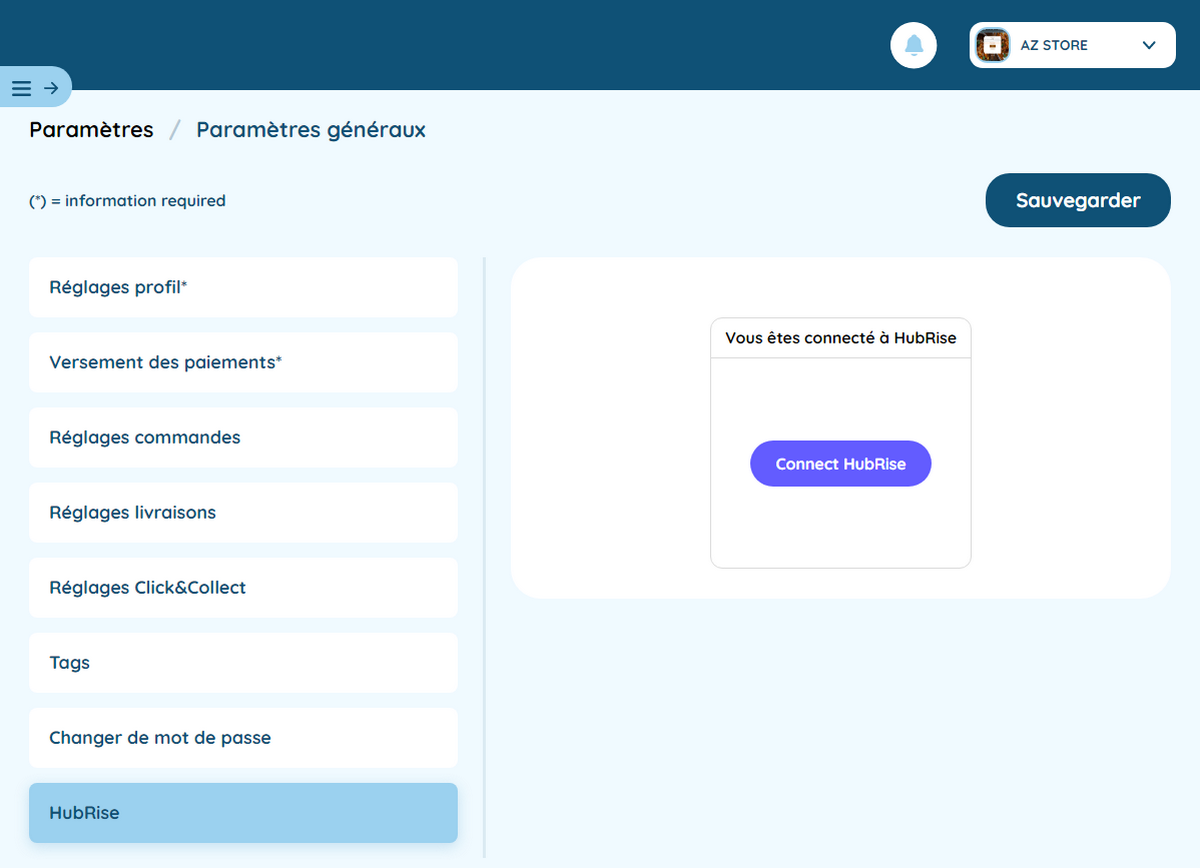 AZ STORE
Paramètres / Paramètres généraux
(*) = information required
Sauvegarder
Réglages profil*
Versement des paiements*
Réglages commandes
Réglages livraisons
Réglages Click&Collect
Tags
Changer de mot de passe
HubRise
Vous êtes connecté à HubRise
Connect HubRise